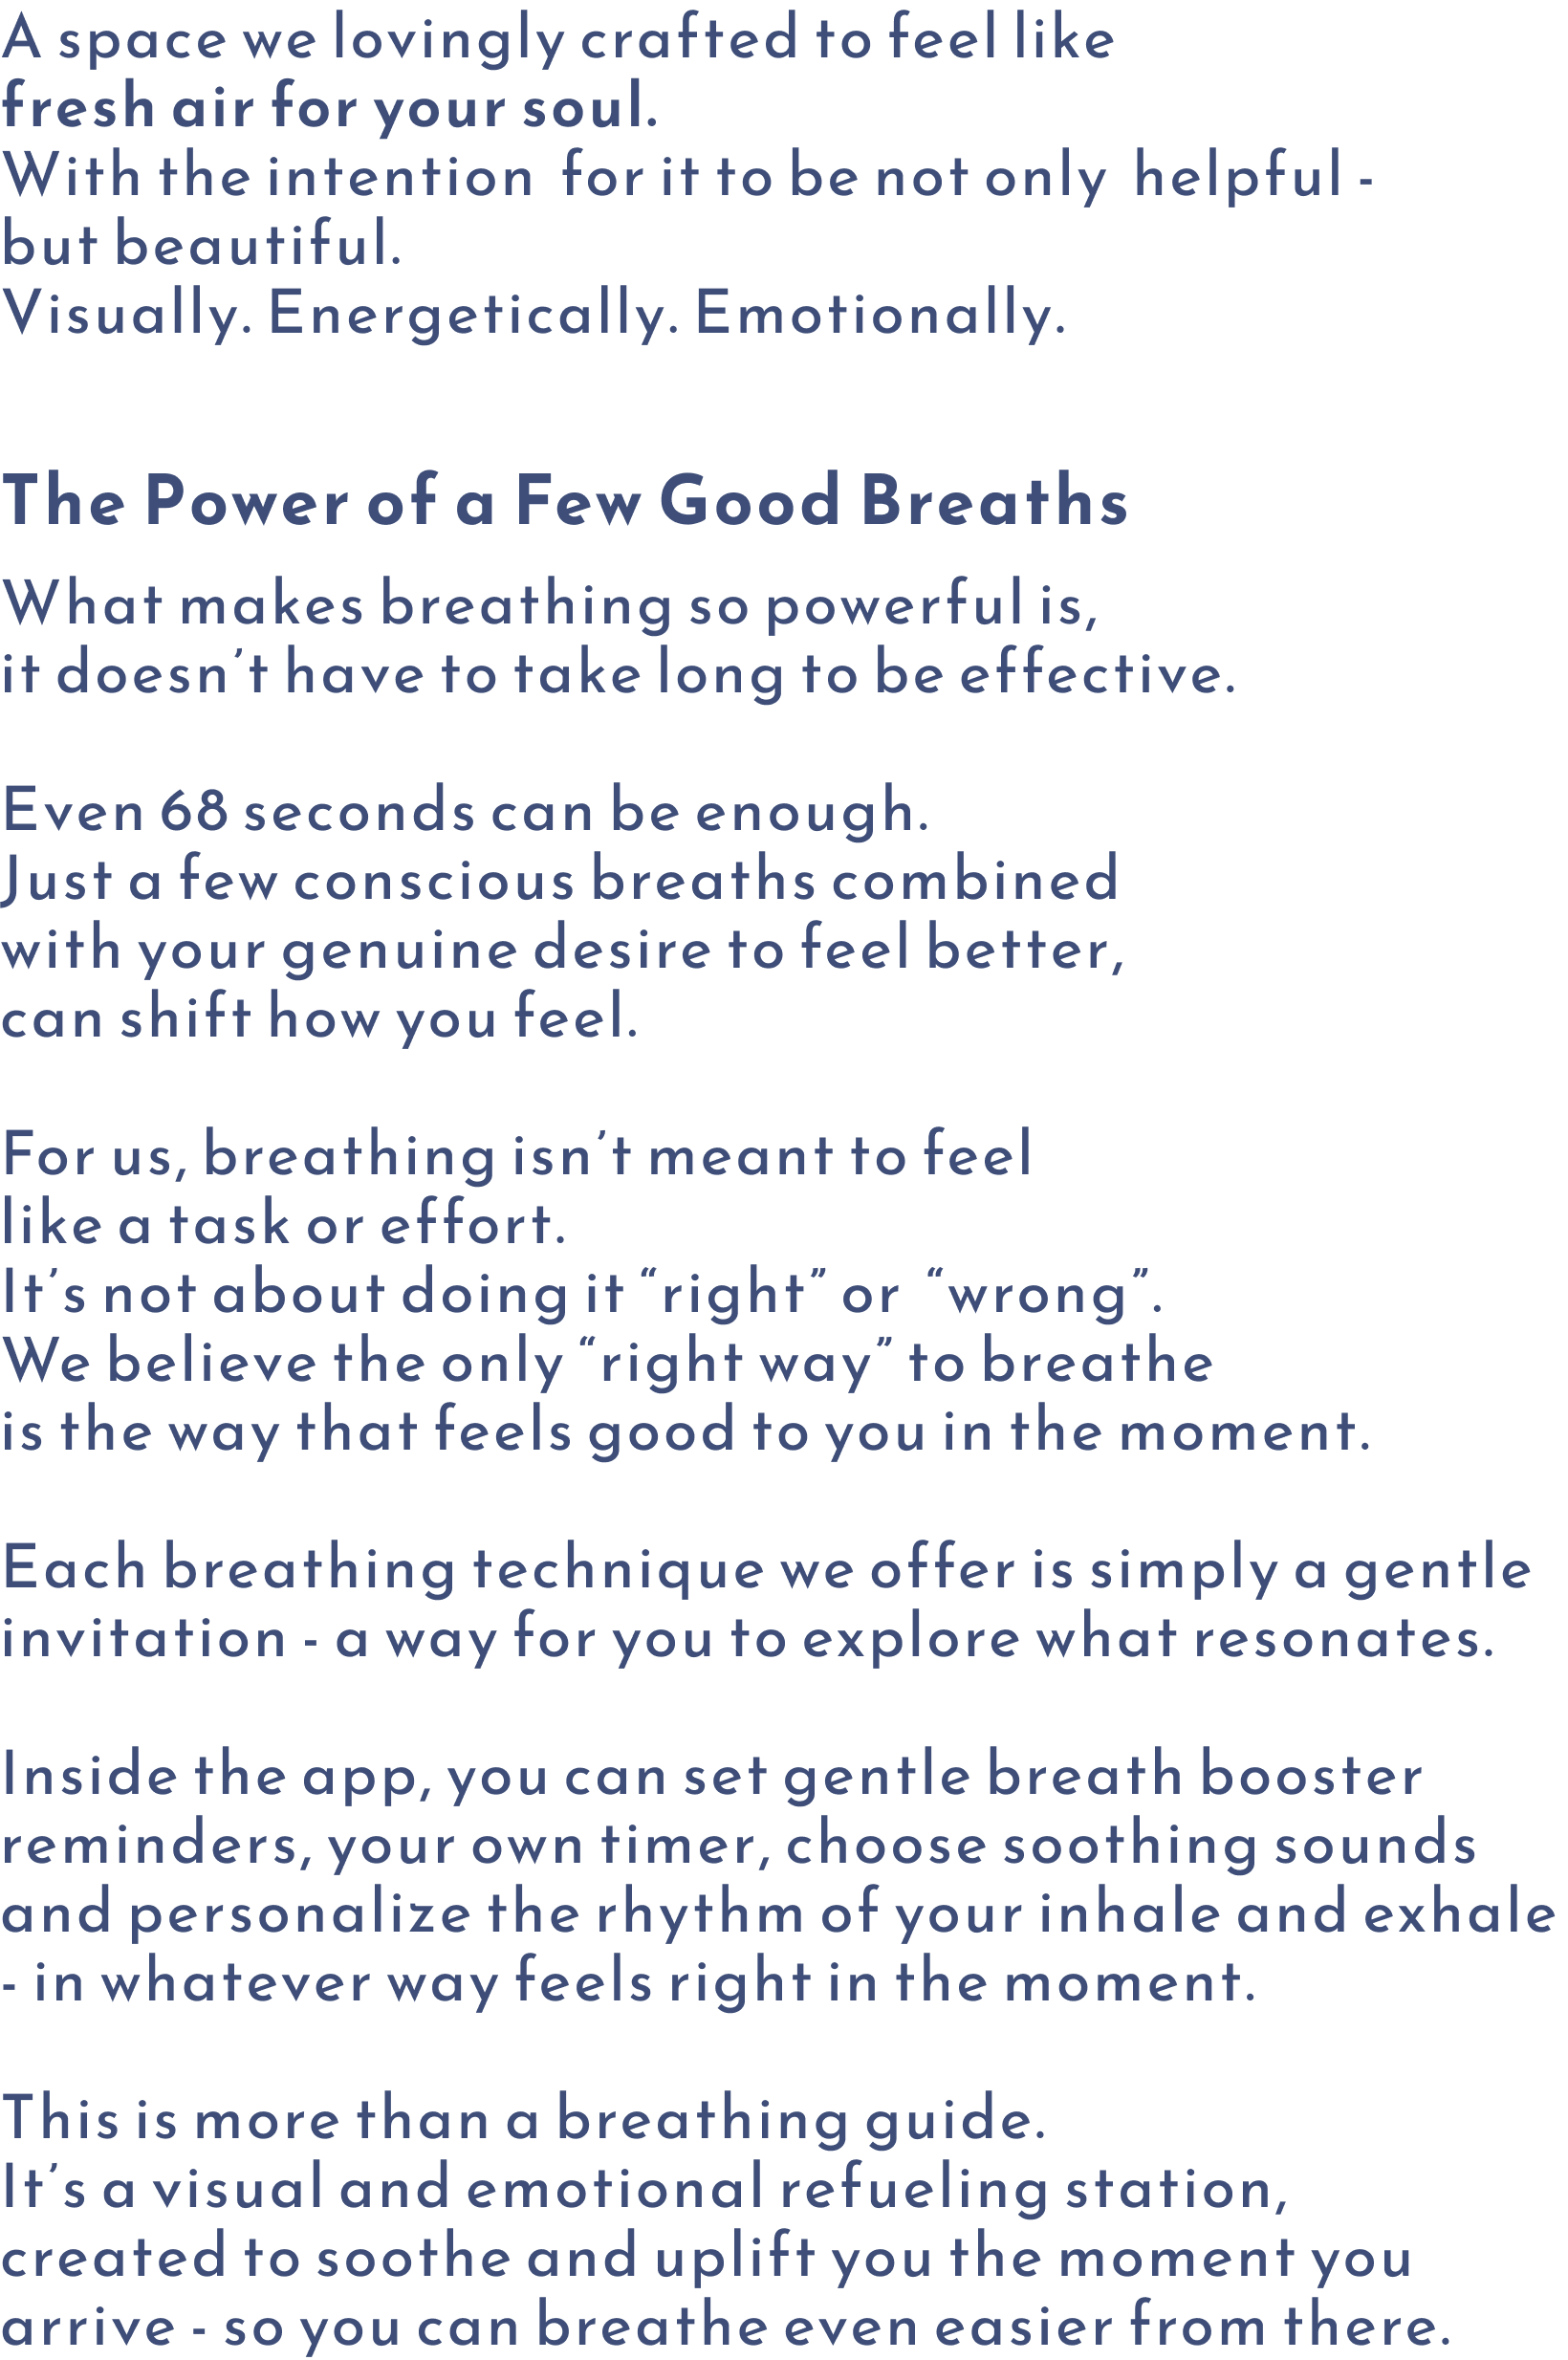 A space we lovingly crafted to feel like
fresh air for your soul.
With the intention  for it to be not only  helpful -
but beautiful.
Visually. Energetically. Emotionally.
The Power of a Few Good Breaths
What makes breathing so powerful is,
it doesn’t have to take long to be effective.
Even 68 seconds can be enough.
Just a few conscious breaths combined
with your genuine desire to feel better,
can shift how you feel.
For us, breathing isn’t meant to feel
like a task or effort.
It’s not about doing it “right” or  “wrong”.
We believe the only “right way” to breathe
is the way that feels good to you in the moment.
Each breathing technique we offer is simply a gentle
invitation - a way for you to explore what resonates.
Inside the app, you can set gentle breath booster
reminders, your own timer, choose soothing sounds
and personalize the rhythm of your inhale and exhale
- in whatever way feels right in the moment.
This is more than a breathing guide.
It’s a visual and emotional refueling station,
created to soothe and uplift you the moment you
arrive - so you can breathe even easier from there.